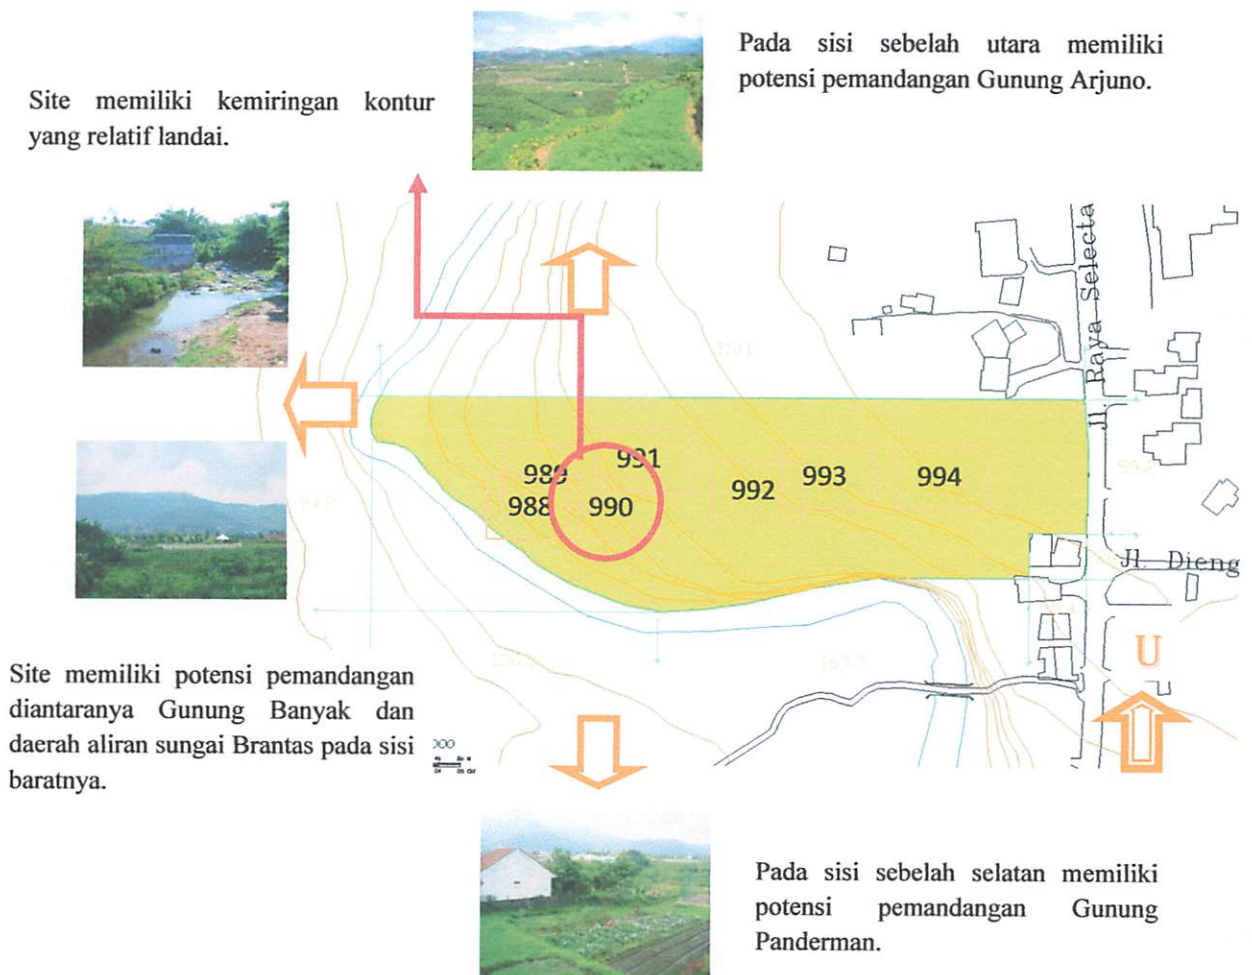 Pada sisi sebelah utara memiliki
potensi pemandangan Gunung Arjuno.
Site memiliki kemiringan kontur
yang relatif landai.
Jl. Raya Selecta
991
989
993
994
992
988
990
Jl. Dieng
U
Site memiliki potensi pemandangan
diantaranya Gunung Banyak dan
daerah aliran sungai Brantas pada sisi
baratnya.
Pada sisi sebelah selatan memiliki
potensi pemandangan Gunung
Panderman.